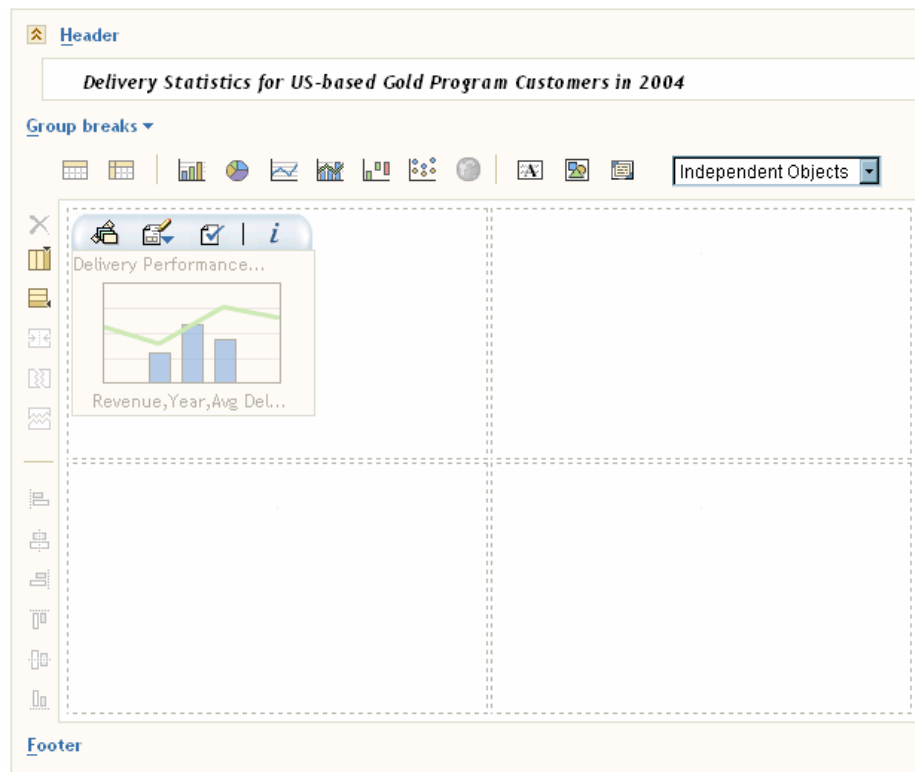 Header
Delivery Statistics for US-based Gold Program Customers in 2004
Group breaks
Independent Objects
Delivery Performance...
Revenue,Year,Avg Del...
Footer